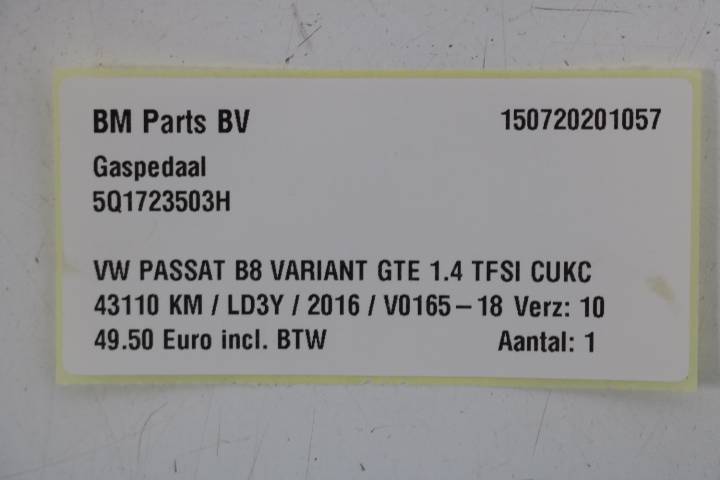 BM Parts BV 150720201057
Gaspedaal
5Q1723503H
VW PASSAT B8 VARIANT GTE 1.4 TFSI CUKC
43110 KM / LD3Y / 2016 / V0165-18 Verz: 10
49.50 Euro incl. BTW Aantal: 1